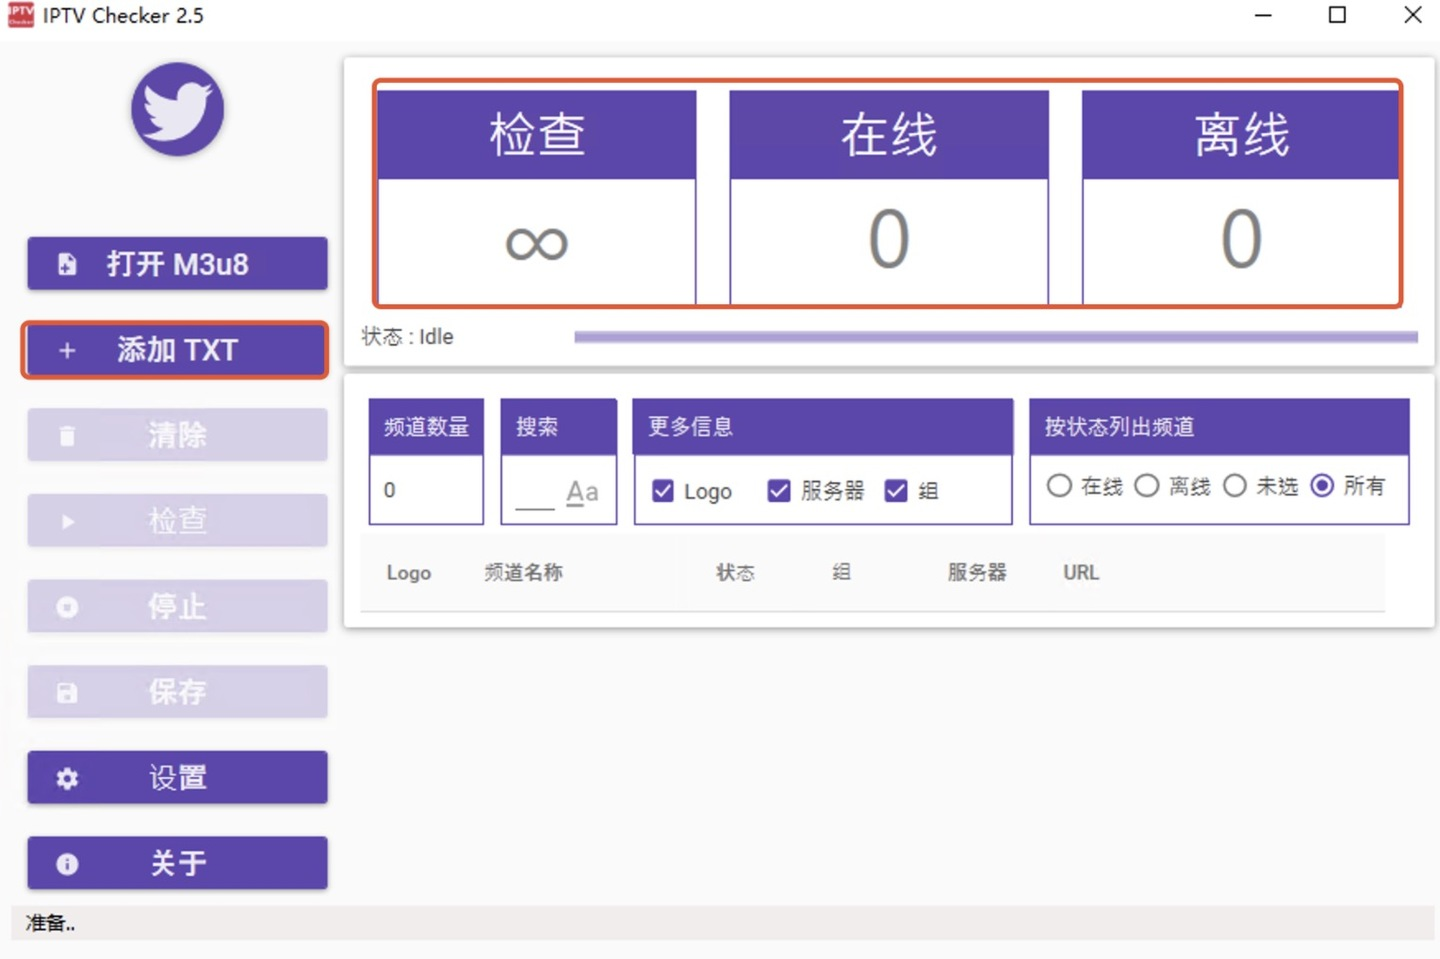 IPTV Checker 2.5
检查 在线 离线
∞ 0 0
状态 : Idle
打开 M3u8
添加 TXT
清除
检查
停止
保存
设置
关于
频道数量 搜索 更多信息 按状态列出频道
0 Aa Logo 服务器 组 在线 离线 未选 所有
Logo 频道名称 状态 组 服务器 URL
准备..